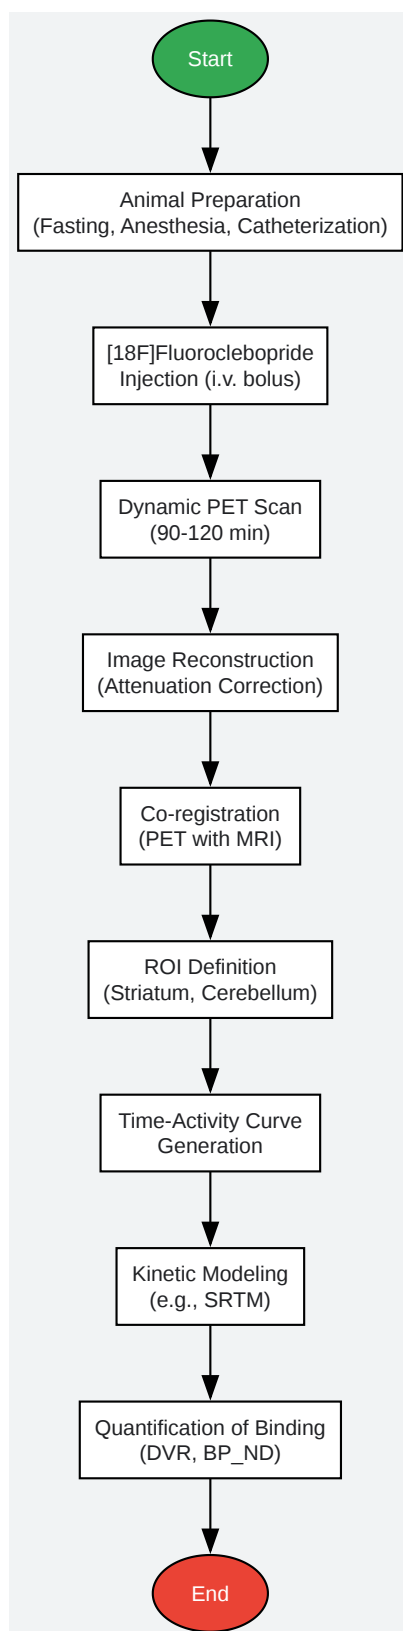 Start
Animal Preparation
(Fasting, Anesthesia, Catheterization)
[18F]Fluoroclebopride
Injection (i.v. bolus)
Dynamic PET Scan
(90-120 min)
Image Reconstruction
(Attenuation Correction)
Co-registration
(PET with MRI)
ROI Definition
(Striatum, Cerebellum)
Time-Activity Curve
Generation
Kinetic Modeling
(e.g., SRTM)
Quantification of Binding
(DVR, BP_ND)
End